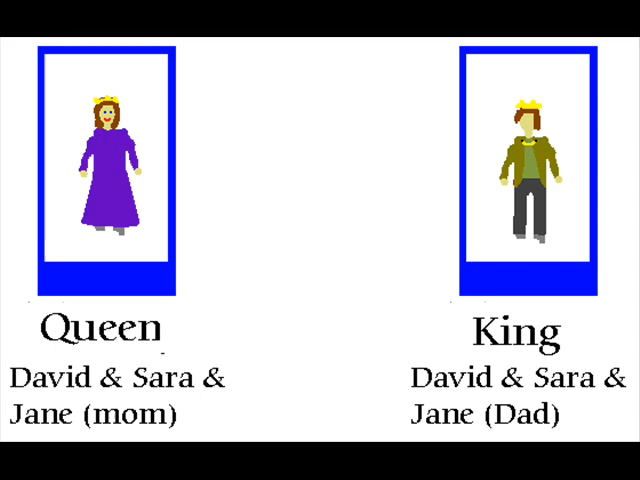 Queen
David & Sara &
Jane (mom)
King
David & Sara &
Jane (Dad)